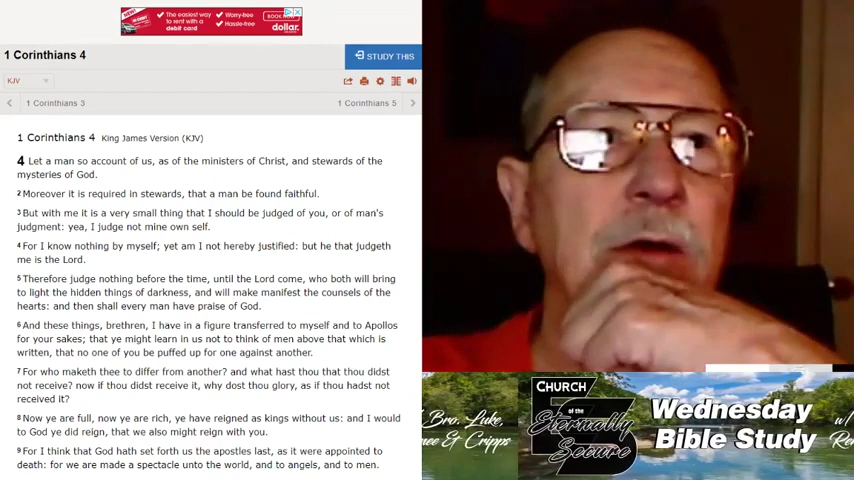 NEW!
The easiest way
to rent with a
debit card
Worry-free
Hassle-free
BOOK NOW
dollar.
1 Corinthians 4
STUDY THIS
KJV
1 Corinthians 3
1 Corinthians 5
1 Corinthians 4 King James Version (KJV)
4 Let a man so account of us, as of the ministers of Christ, and stewards of the
mysteries of God.
2 Moreover it is required in stewards, that a man be found faithful.
3 But with me it is a very small thing that I should be judged of you, or of man's
judgment: yea, I judge not mine own self.
4 For I know nothing by myself; yet am I not hereby justified: but he that judgeth
me is the Lord.
5 Therefore judge nothing before the time, until the Lord come, who both will bring
to light the hidden things of darkness, and will make manifest the counsels of the
hearts: and then shall every man have praise of God.
6 And these things, brethren, I have in a figure transferred to myself and to Apollos
for your sakes; that ye might learn in us not to think of men above that which is
written, that no one of you be puffed up for one against another.
7 For who maketh thee to differ from another? and what hast thou that thou didst
not receive? now if thou didst receive it, why dost thou glory, as if thou hadst not
received it?
8 Now ye are full, now ye are rich, ye have reigned as kings without us: and I would
to God ye did reign, that we also might reign with you.
9 For I think that God hath set forth us the apostles last, as it were appointed to
death: for we are made a spectacle unto the world, and to angels, and to men.
Bro. Luke,
& Cripps
CHURCH
of the
Eternally
Secure
Wednesday
Bible Study
w/